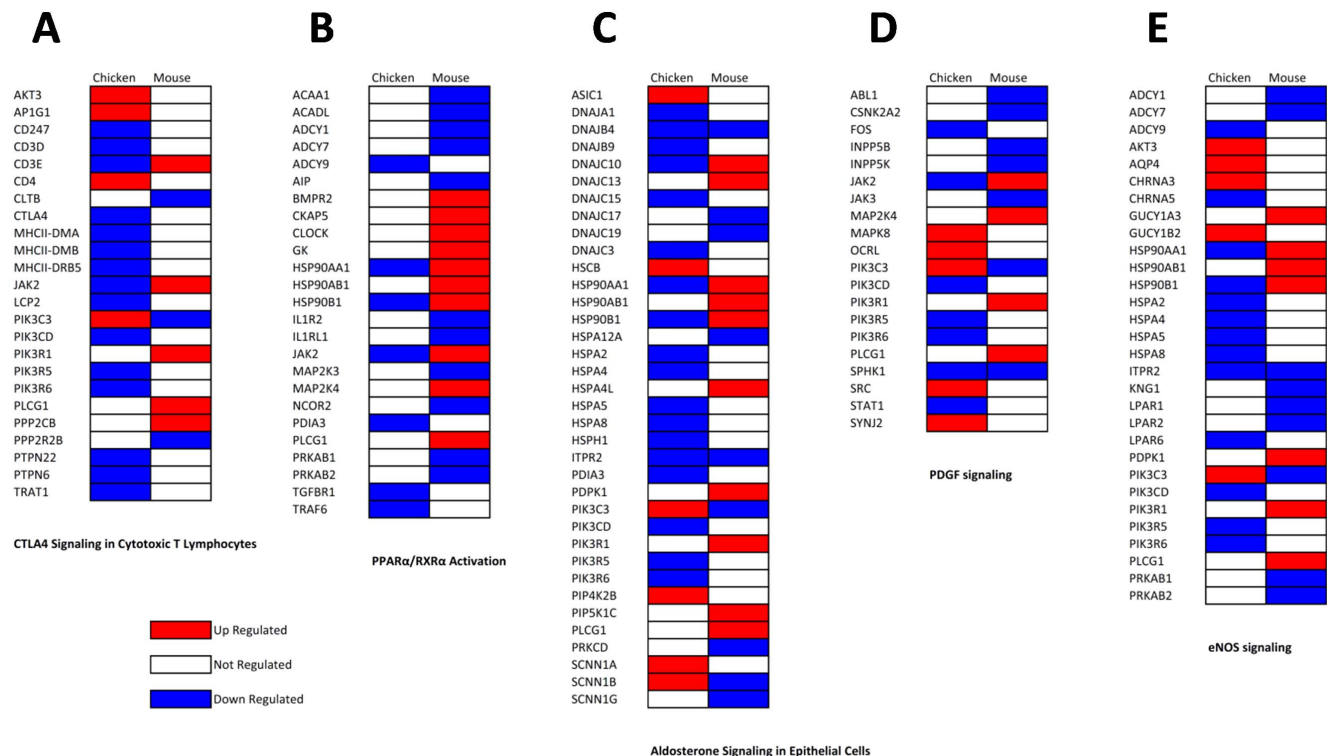 A
B
C
D
E
Chicken Mouse
AKT3
AP1G1
CD247
CD3D
CD3E
CD4
CLTB
CTLA4
MHCII-DMA
MHCII-DMB
MHCII-DRB5
JAK2
LCP2
PIK3C3
PIK3CD
PIK3R1
PIK3R5
PIK3R6
PLCG1
PPP2CB
PPP2R2B
PTPN22
PTPN6
TRAT1
CTLA4 Signaling in Cytotoxic T Lymphocytes
Chicken Mouse
ACAA1
ACADL
ADCY1
ADCY7
ADCY9
AIP
BMPR2
CKAP5
CLOCK
GK
HSP90AA1
HSP90AB1
HSP90B1
IL1R2
IL1RL1
JAK2
MAP2K3
MAP2K4
NCOR2
PDIA3
PLCG1
PRKAB1
PRKAB2
TGFBR1
TRAF6
PPARα/RXRα Activation
Chicken Mouse
ASIC1
DNAJA1
DNAJB4
DNAJB9
DNAJC10
DNAJC13
DNAJC15
DNAJC17
DNAJC19
DNAJC3
HSCB
HSP90AA1
HSP90AB1
HSP90B1
HSPA12A
HSPA2
HSPA4
HSPA4L
HSPA5
HSPA8
HSPH1
ITPR2
PDIA3
PDPK1
PIK3C3
PIK3CD
PIK3R1
PIK3R5
PIK3R6
PIP4K2B
PIP5K1C
PLCG1
PRKCD
SCNN1A
SCNN1B
SCNN1G
Aldosterone Signaling in Epithelial Cells
Chicken Mouse
ABL1
CSNK2A2
FOS
INPP5B
INPP5K
JAK2
JAK3
MAP2K4
MAPK8
OCRL
PIK3C3
PIK3CD
PIK3R1
PIK3R5
PIK3R6
PLCG1
SPHK1
SRC
STAT1
SYNJ2
PDGF signaling
Chicken Mouse
ADCY1
ADCY7
ADCY9
AKT3
AQP4
CHRNA3
CHRNA5
GUCY1A3
GUCY1B2
HSP90AA1
HSP90AB1
HSP90B1
HSPA2
HSPA4
HSPA5
HSPA8
ITPR2
KNG1
LPAR1
LPAR2
LPAR6
PDPK1
PIK3C3
PIK3CD
PIK3R1
PIK3R5
PIK3R6
PLCG1
PRKAB1
PRKAB2
eNOS signaling
Up Regulated
Not Regulated
Down Regulated